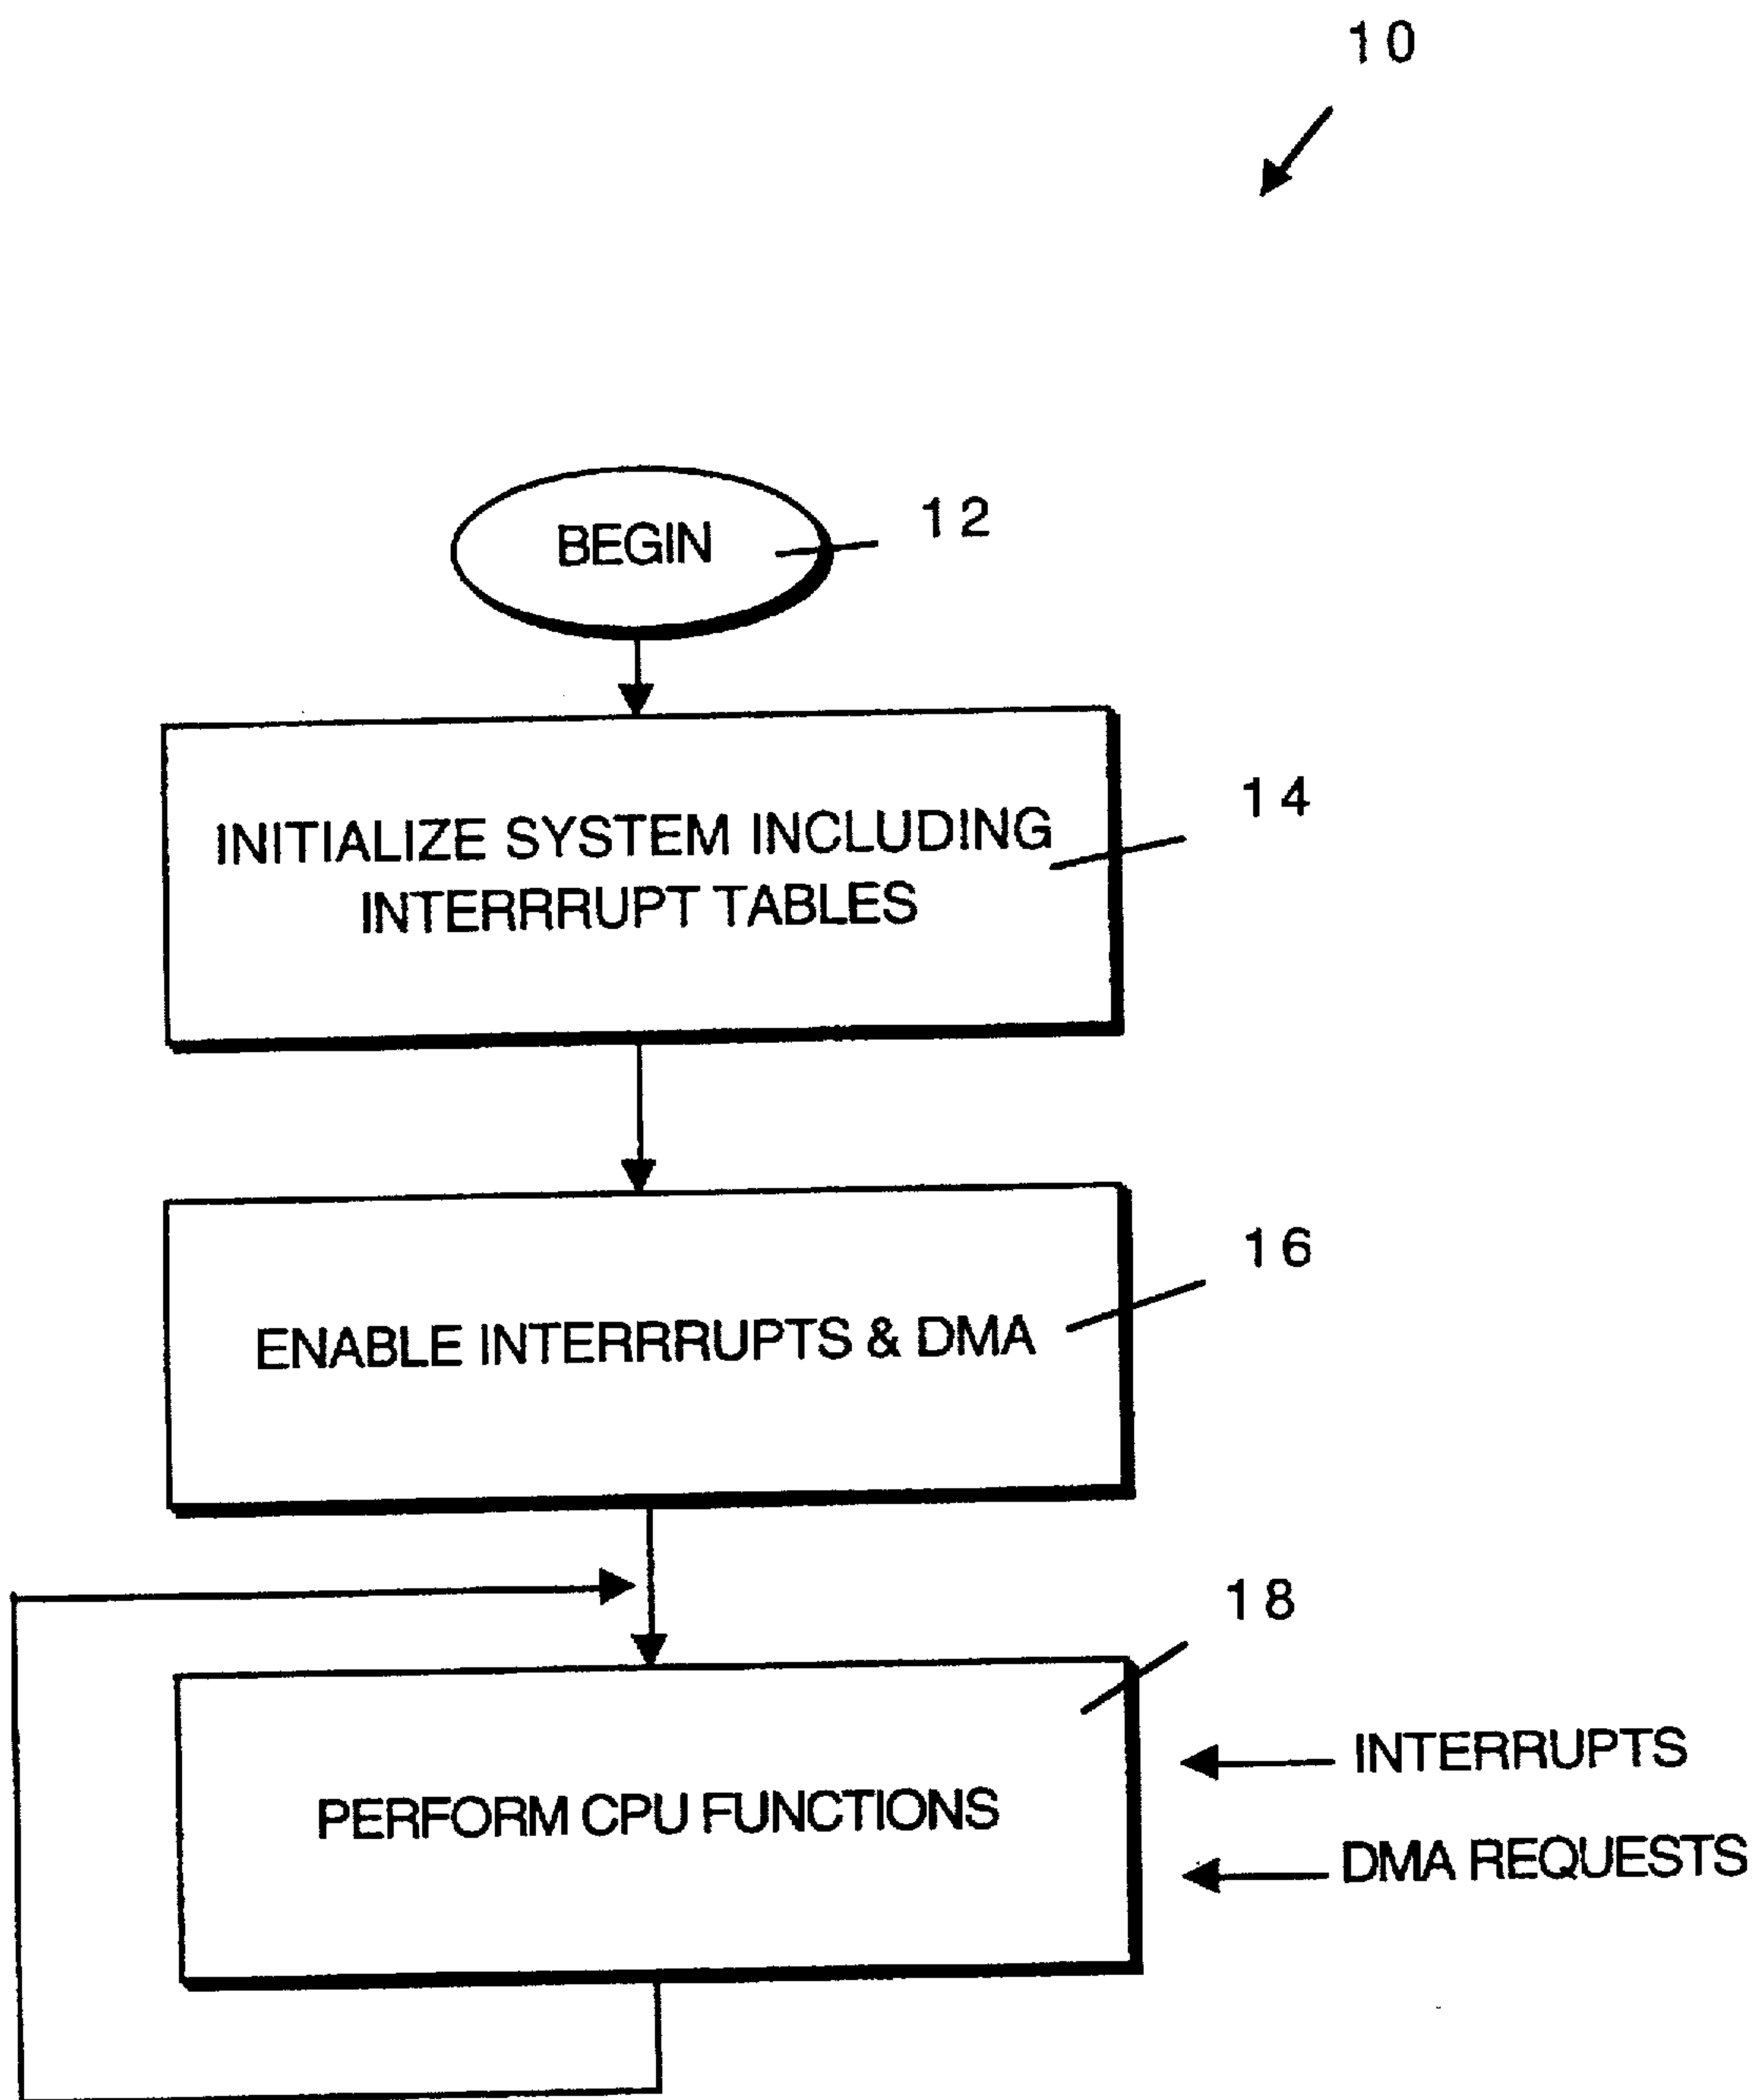 10
BEGIN
12
INITIALIZE SYSTEM INCLUDING
INTERRRUPT TABLES
14
ENABLE INTERRRUPTS & DMA
16
18
PERFORM CPU FUNCTIONS
INTERRUPTS
DMA REQUESTS